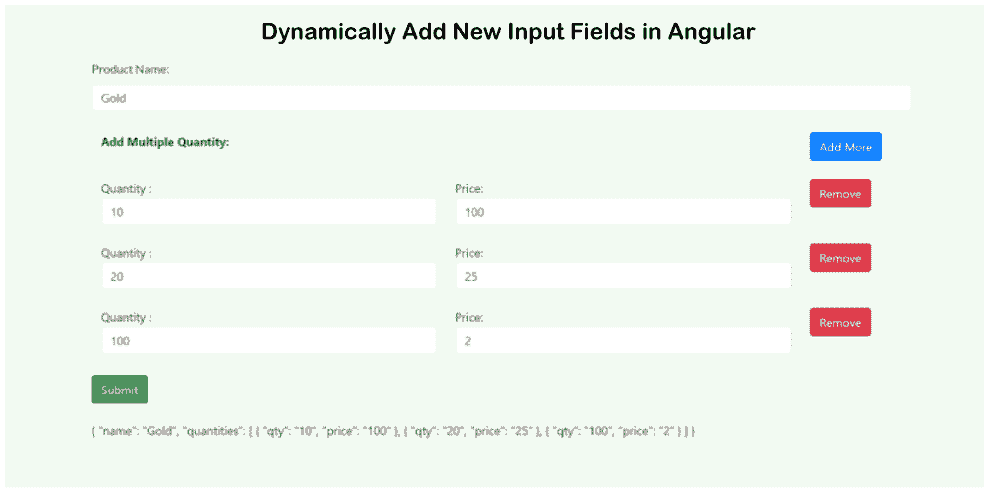 Dynamically Add New Input Fields in Angular
Product Name:
Gold
Add Multiple Quantity:
Add More
Quantity :
Price:
10
100
Remove
Quantity :
Price:
20
25
Remove
Quantity :
Price:
100
2
Remove
Submit
{ "name": "Gold", "quantities": [ { "qty": "10", "price": "100" }, { "qty": "20", "price": "25" }, { "qty": "100", "price": "2" } ] }